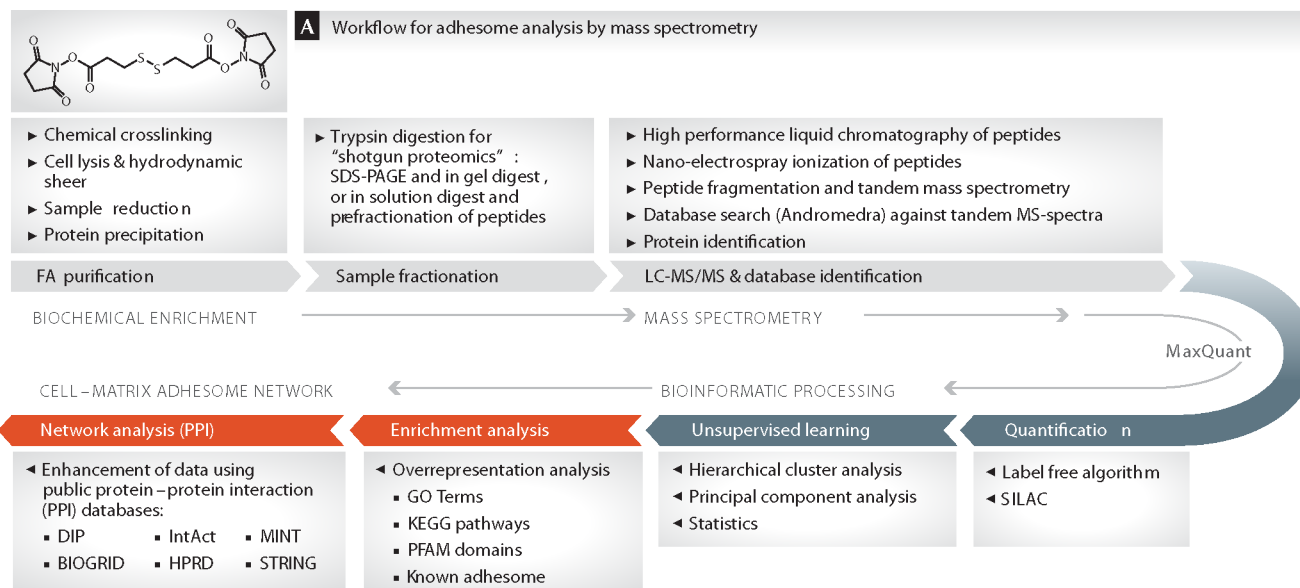 A Workflow for adhesome analysis by mass spectrometry
O
N
O
O
O
S
S
O
O
O
N
O
► Chemical crosslinking
► Cell lysis & hydrodynamic
sheer
► Sample reduction
► Protein precipitation
► Trypsin digestion for
“shotgun proteomics” :
SDS-PAGE and in gel digest ,
or in solution digest and
prefractionation of peptides
► High performance liquid chromatography of peptides
► Nano-electrospray ionization of peptides
► Peptide fragmentation and tandem mass spectrometry
► Database search (Andromedra) against tandem MS-spectra
► Protein identification
FA purification
Sample fractionation
LC-MS/MS & database identification
BIOCHEMICAL ENRICHMENT
MASS SPECTROMETRY
MaxQuant
CELL–MATRIX ADHESOME NETWORK
BIOINFORMATIC PROCESSING
Network analysis (PPI)
Enrichment analysis
Unsupervised learning
Quantification
◄ Enhancement of data using
public protein–protein interaction
(PPI) databases:
▪ DIP ▪ IntAct ▪ MINT
▪ BIOGRID ▪ HPRD ▪ STRING
◄ Overrepresentation analysis
▪ GO Terms
▪ KEGG pathways
▪ PFAM domains
▪ Known adhesome
◄ Hierarchical cluster analysis
◄ Principal component analysis
◄ Statistics
◄ Label free algorithm
◄ SILAC